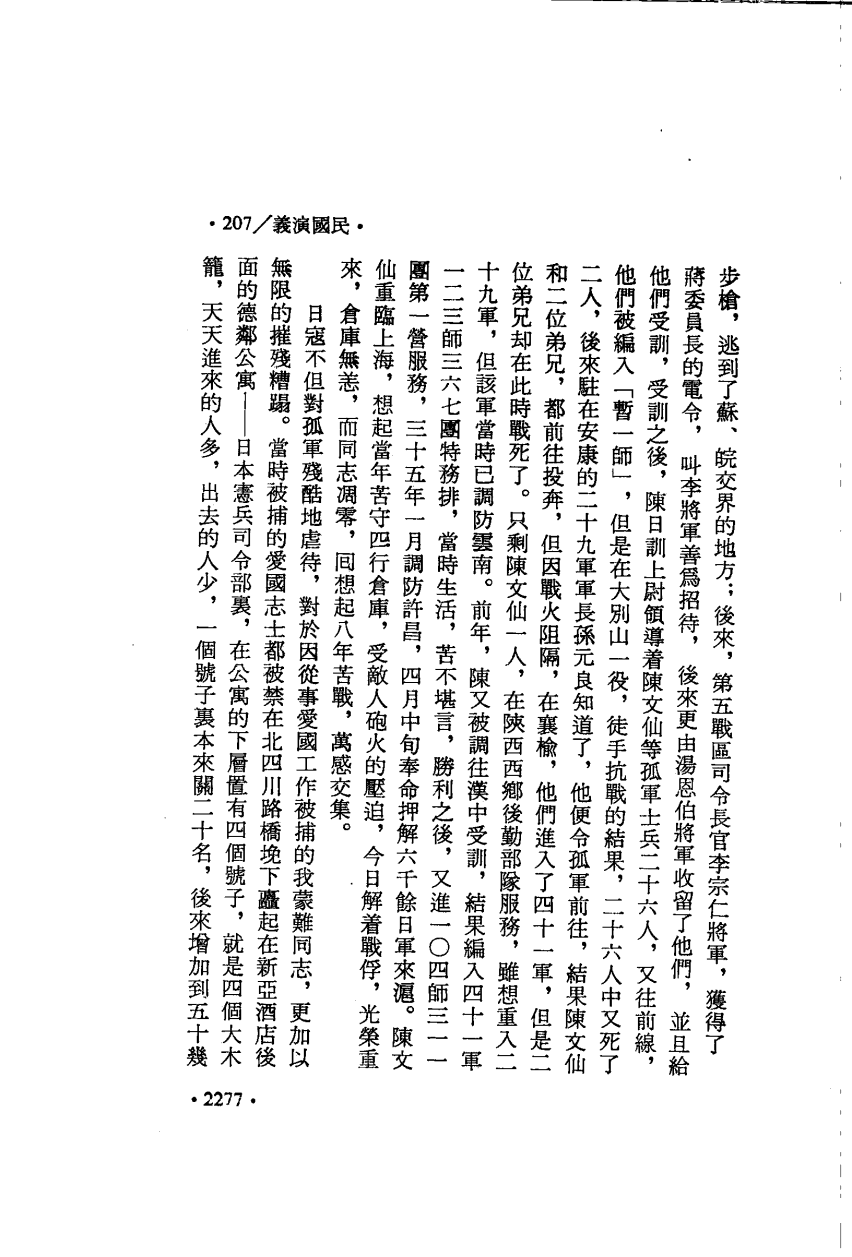 •207／義演國民•
步槍，逃到了蘇、皖交界的地方；後來，第五戰區司令長官李宗仁將軍，獲得了
蔣委員長的電令，叫李將軍善爲招待，後來更由湯恩伯將軍收留了他們，並且給
他們受訓，受訓之後，陳日訓上尉領導着陳文仙等孤軍士兵二十六人，又往前線，
他們被編入「暫一師」，但是在大別山一役，徒手抗戰的結果，二十六人中又死了
二人，後來駐在安康的二十九軍軍長孫元良知道了，他便令孤軍前往，結果陳文仙
和二位弟兄，都前往投奔，但因戰火阻隔，在襄楡，他們進入了四十一軍，但是二
位弟兄却在此時戰死了。只剩陳文仙一人，在陝西西鄉後勤部隊服務，雖想重入二
十九軍，但該軍當時已調防雲南。前年，陳又被調往漢中受訓，結果編入四十一軍
一二三師三六七團特務排，當時生活，苦不堪言，勝利之後，又進一〇四師三一一
團第一營服務，三十五年一月調防許昌，四月中旬奉命押解六千餘日軍來滬。陳文
仙重臨上海，想起當年苦守四行倉庫，受敵人砲火的壓迫，今日解着戰俘，光榮重
來，倉庫無恙，而同志凋零，囘想起八年苦戰，萬感交集。
日寇不但對孤軍殘酷地虐待，對於因從事愛國工作被捕的我蒙難同志，更加以
無限的摧殘糟蹋。當時被捕的愛國志士都被禁在北四川路橋堍下矗起在新亞酒店後
面的德鄰公寓——日本憲兵司令部裏，在公寓的下層置有四個號子，就是四個大木
籠，天天進來的人多，出去的人少，一個號子裏本來關二十名，後來增加到五十幾
•2277•